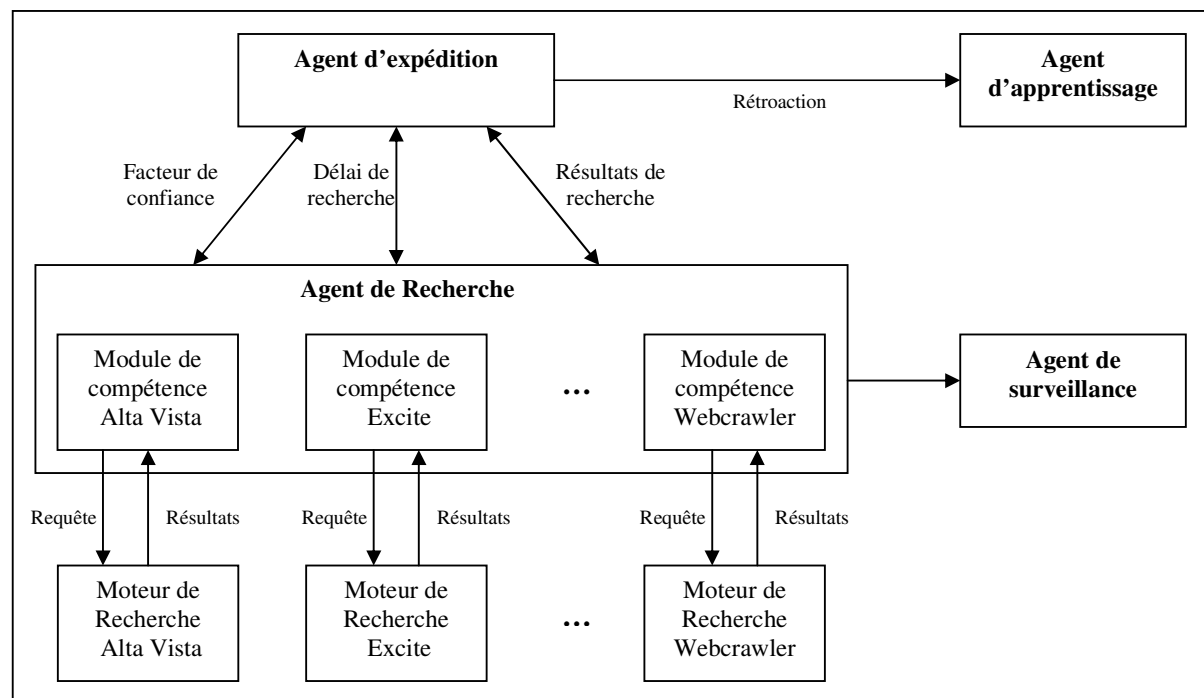 Agent d'expédition
Agent
d'apprentissage
Rétroaction
Facteur de
confiance
Délai de
recherche
Résultats de
recherche
Agent de Recherche
Module de
compétence
Alta Vista
Module de
compétence
Excite
...
Module de
compétence
Webcrawler
Agent de
surveillance
Requête
Résultats
Requête
Résultats
Requête
Résultats
Moteur de
Recherche
Alta Vista
Moteur de
Recherche
Excite
...
Moteur de
Recherche
Webcrawler